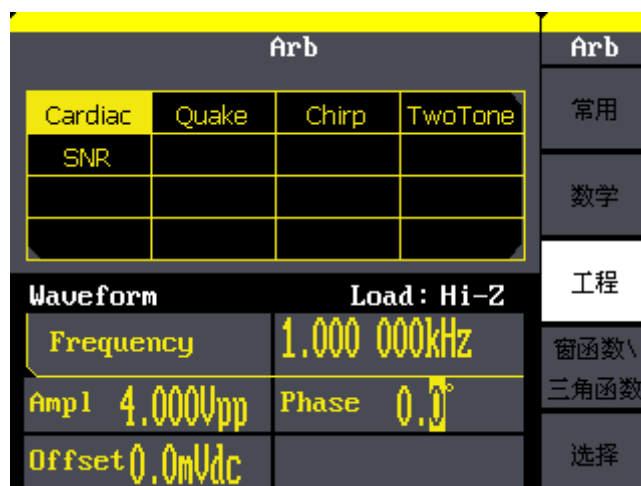 Arb
Arb
Cardiac Quake Chirp TwoTone
SNR
常用
数学
工程
窗函数\
三角函数
选择
Waveform Load: Hi-Z
Frequency 1.000 000kHz
Ampl 4.000Vpp Phase 0.0°
Offset 0.0mVdc